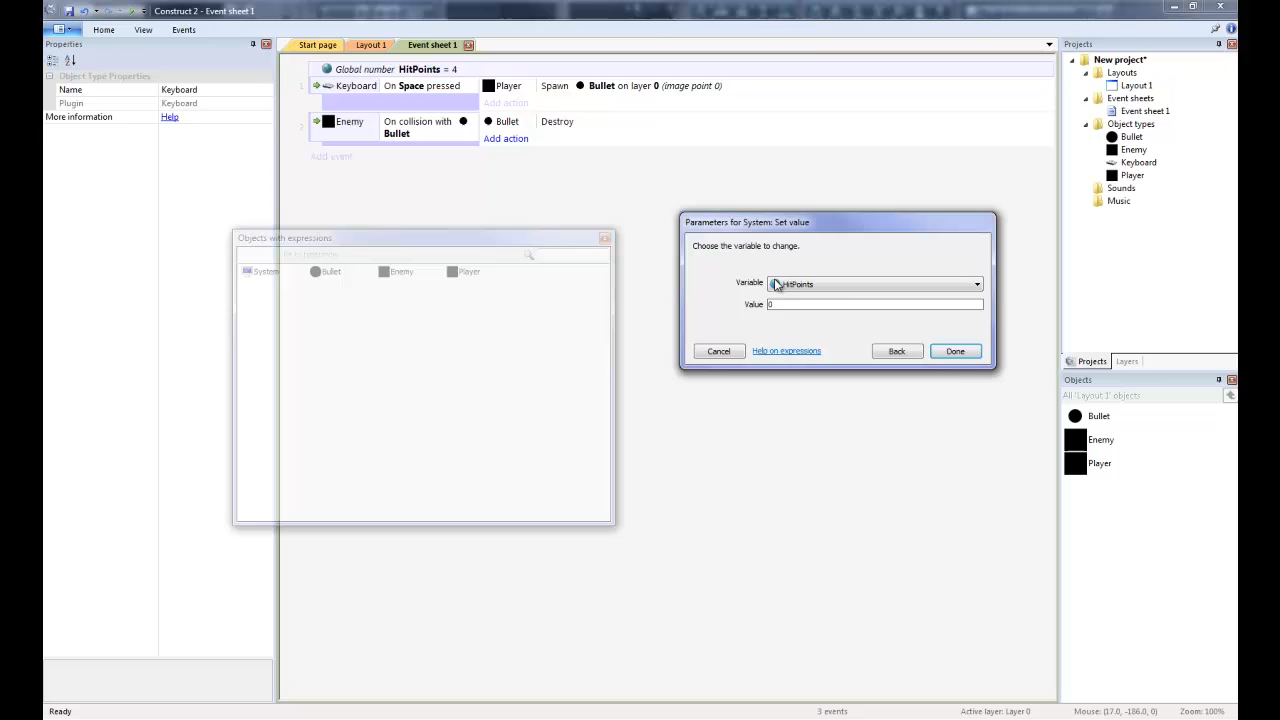 Construct 2 - Event sheet 1
Home
View
Events
Properties
Object Type Properties
Name Keyboard
Plugin Keyboard
More information Help
Start page
Layout 1
Event sheet 1
Global number HitPoints = 4
1
Keyboard
On Space pressed
Player
Spawn Bullet on layer 0 (image point 0)
Add action
2
Enemy
On collision with
Bullet
Bullet
Destroy
Add action
Add event
Objects with expressions
System
Bullet
Enemy
Player
Parameters for System: Set value
Choose the variable to change.
Variable HitPoints
Value 0
Cancel
Help on expressions
Back
Done
Projects
New project*
Layouts
Layout 1
Event sheets
Event sheet 1
Object types
Bullet
Enemy
Keyboard
Player
Sounds
Music
Projects
Layers
Objects
All 'Layout 1' objects
Bullet
Enemy
Player
Ready
3 events
Active layer: Layer 0
Mouse: (17.0, -186.0, 0)
Zoom: 100%